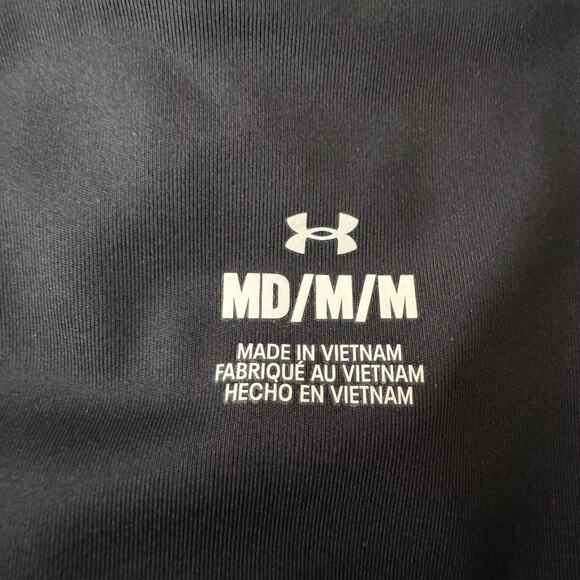 MD/M/M
MADE IN VIETNAM
FABRIQUÉ AU VIETNAM
HECHO EN VIETNAM